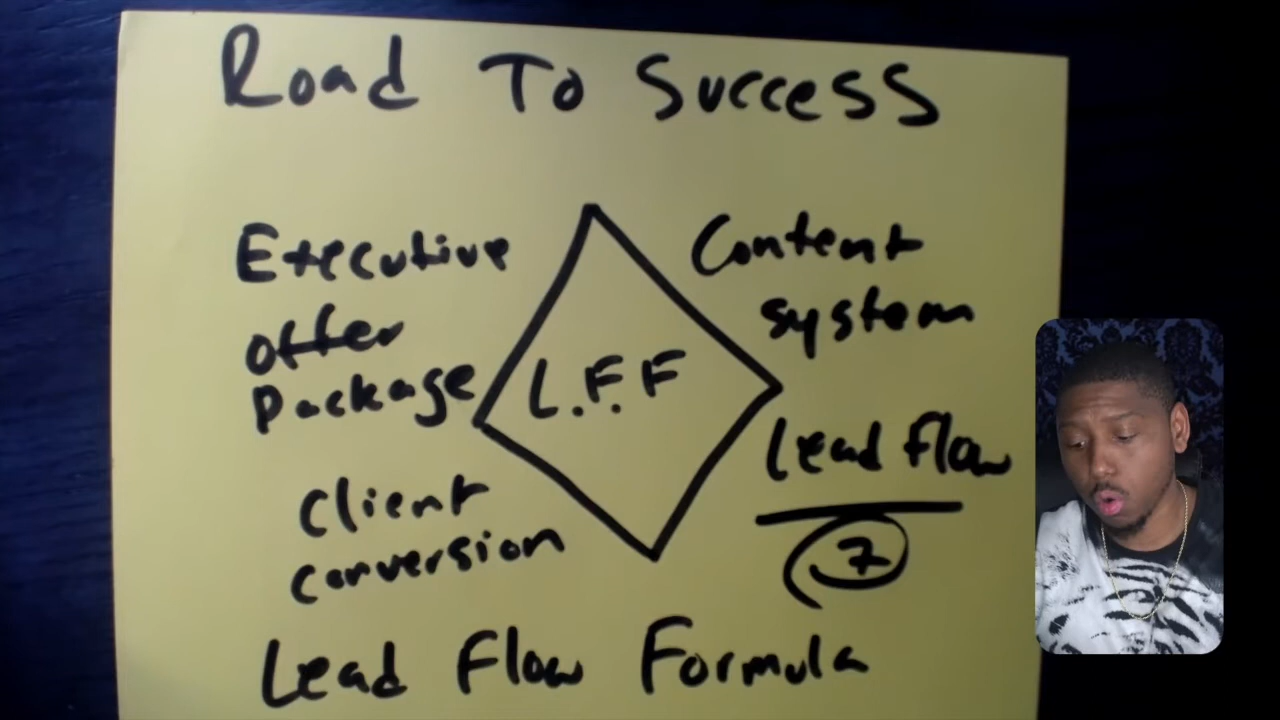 Road To Success
Executive
offer
Package
Content
system
L.F.F
Lead Flow
7
Client
conversion
Lead Flow Formula